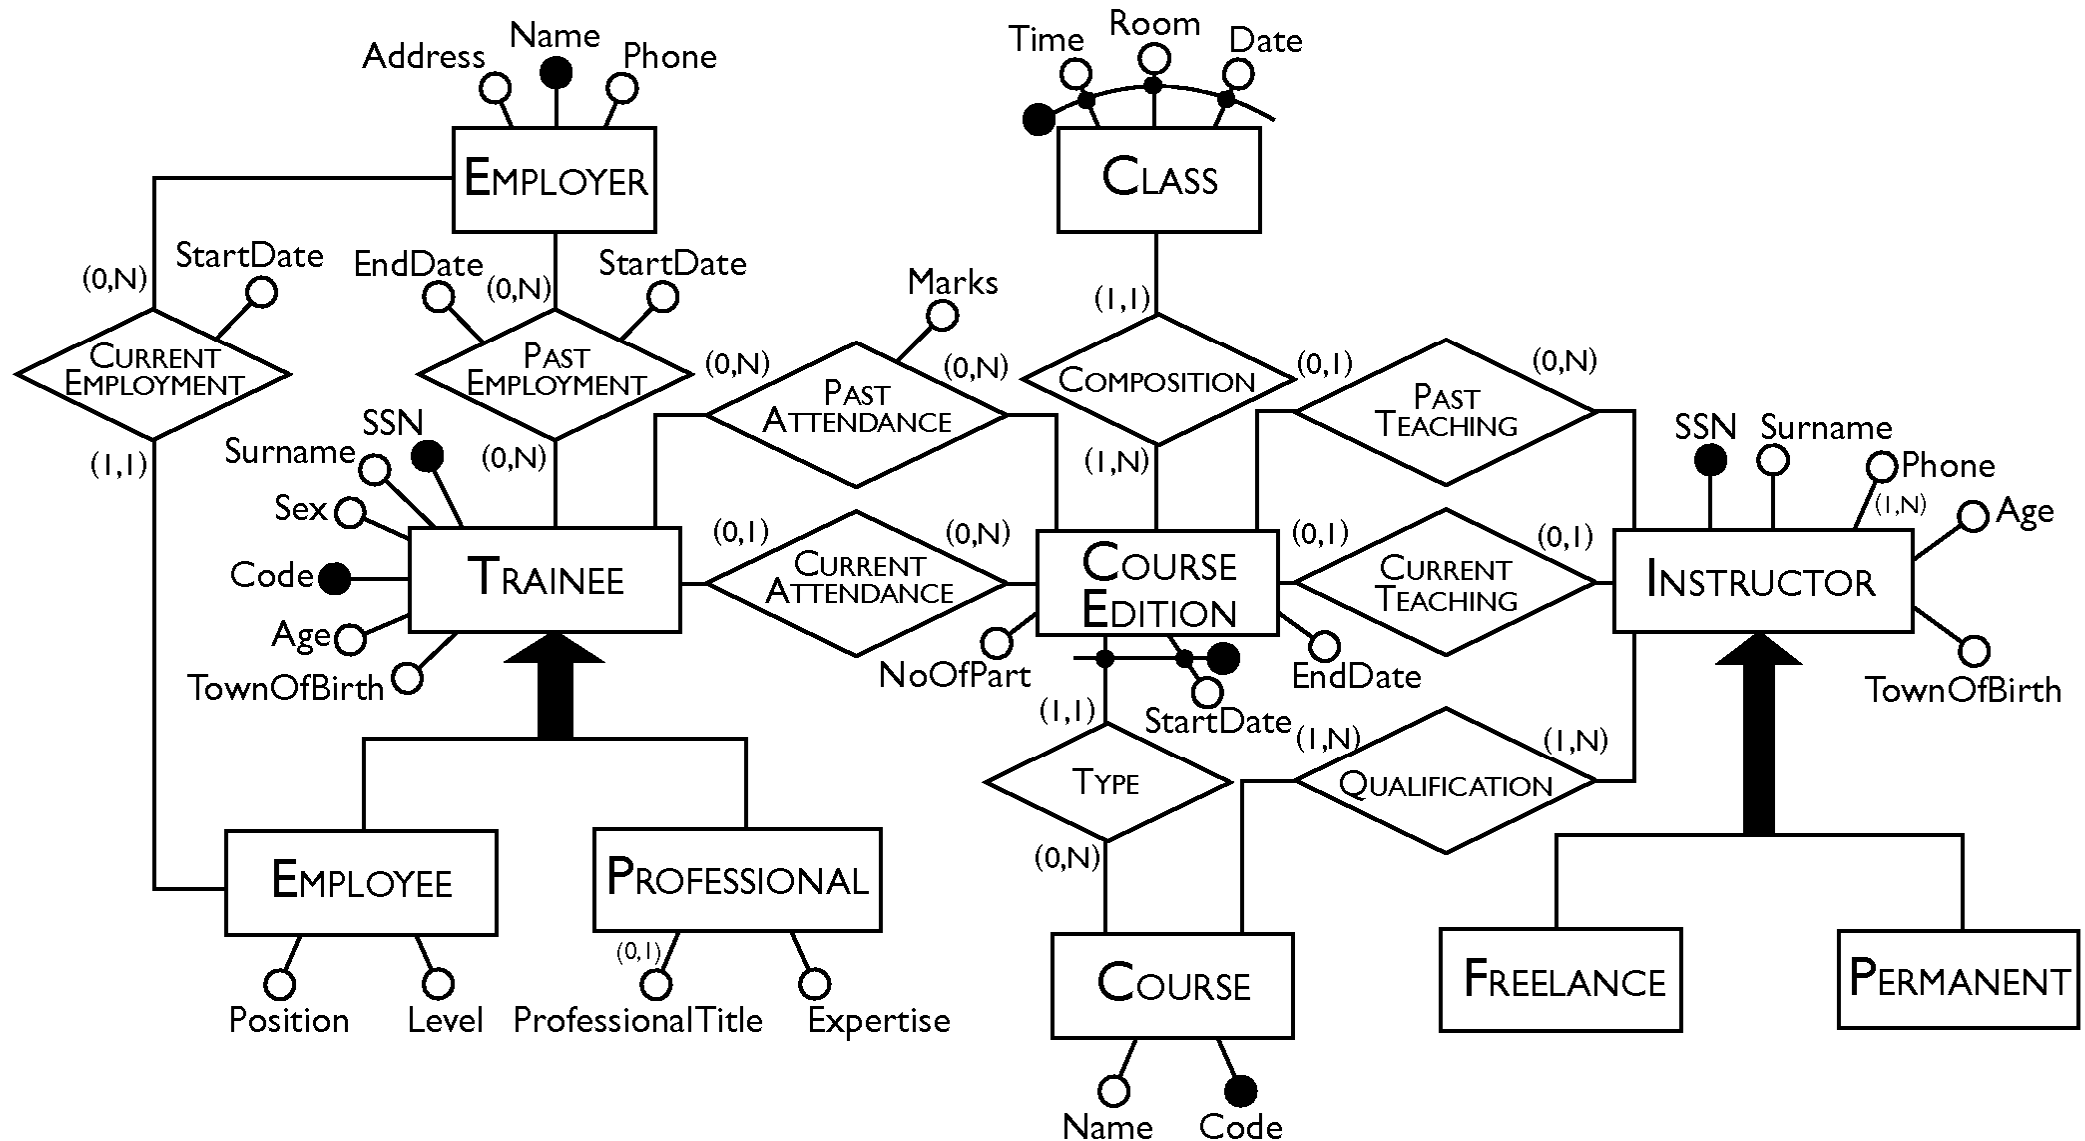 Name
Address
Phone
Time
Room
Date
EMPLOYER
CLASS
StartDate
EndDate
StartDate
(0,N)
(0,N)
Marks
(1,1)
CURRENT
EMPLOYMENT
PAST
EMPLOYMENT
(0,N)
PAST
ATTENDANCE
(0,N)
COMPOSITION
(0,1)
PAST
TEACHING
(0,N)
(1,1)
(0,N)
(1,N)
SSN
Surname
Sex
Code
Age
TownOfBirth
TRAINEE
(0,1)
CURRENT
ATTENDANCE
(0,N)
COURSE
EDITION
(0,1)
CURRENT
TEACHING
(0,1)
SSN
Surname
Phone
(1,N)
Age
INSTRUCTOR
TownOfBirth
NoOfPart
EndDate
StartDate
(1,1)
TYPE
(0,N)
(1,N)
QUALIFICATION
(1,N)
EMPLOYEE
PROFESSIONAL
(0,1)
Position
Level
ProfessionalTitle
Expertise
COURSE
FREELANCE
PERMANENT
Name
Code